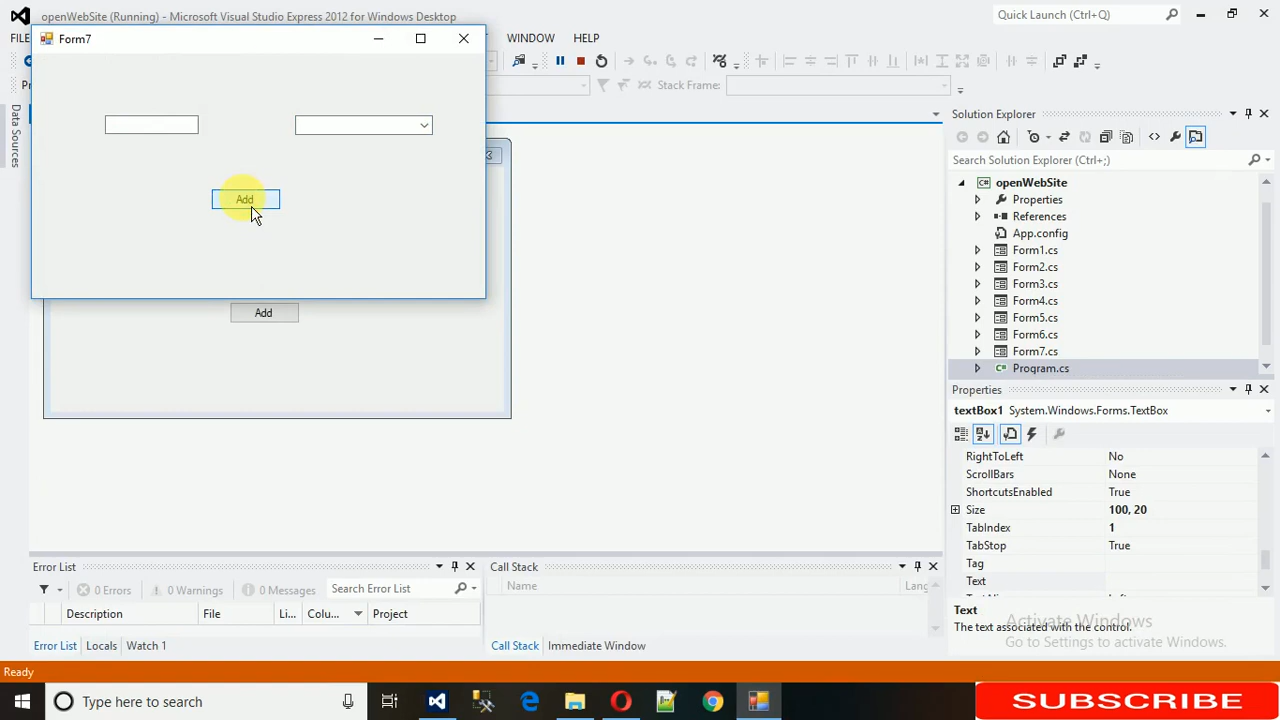 openWebSite (Running) - Microsoft Visual Studio Express 2012 for Windows Desktop
Quick Launch (Ctrl+Q)
FILE
WINDOW
HELP
Form7
Stack Frame:
Data Sources
Add
Add
Solution Explorer
Search Solution Explorer (Ctrl+;)
openWebSite
Properties
References
App.config
Form1.cs
Form2.cs
Form3.cs
Form4.cs
Form5.cs
Form6.cs
Form7.cs
Program.cs
Properties
textBox1 System.Windows.Forms.TextBox
RightToLeft No
ScrollBars None
ShortcutsEnabled True
Size 100, 20
TabIndex 1
TabStop True
Tag
Text
Text
The text associated with the control.
Activate Windows
Go to Settings to activate Windows.
Error List
0 Errors
0 Warnings
0 Messages
Search Error List
Description File Li... Colu... Project
Error List Locals Watch 1
Call Stack
Name Lang
Call Stack Immediate Window
Ready
Type here to search
SUBSCRIBE